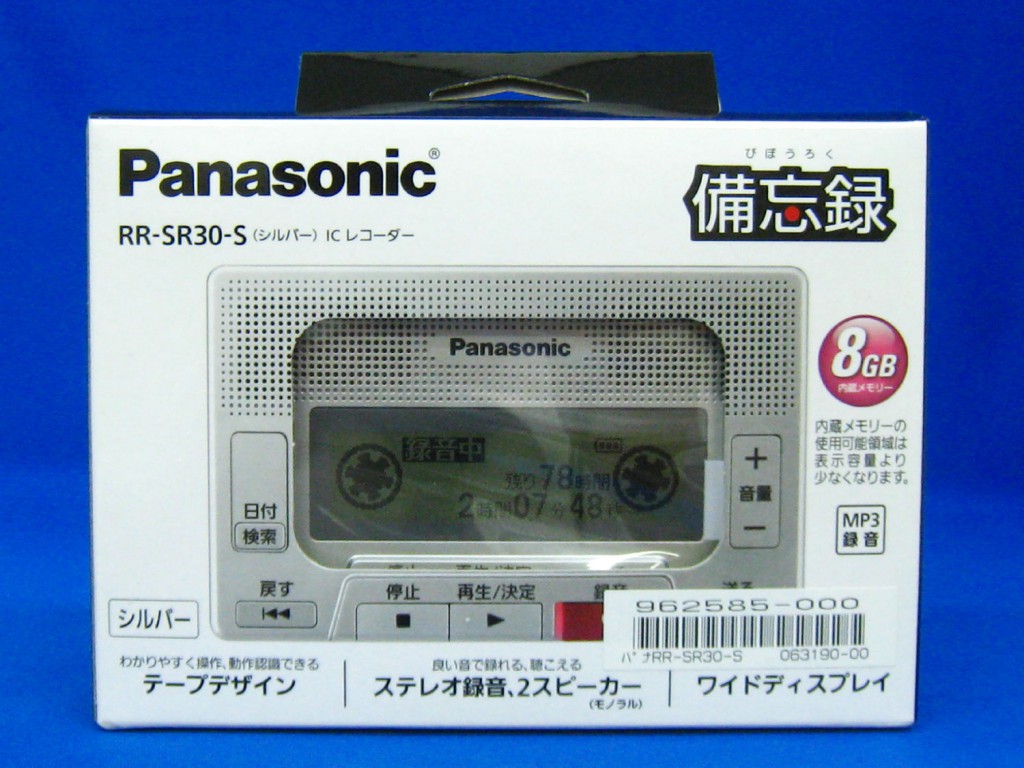 Panasonic®
びぼうろく
備忘録
RR-SR30-S（シルバー）ICレコーダー
Panasonic
8GB
内蔵メモリー
内蔵メモリーの
使用可能領域は
表示容量より
少なくなります。
MP3
録音
録音中
残り78時間
2時間07分48秒
日付
検索
+
音量
−
戻す
停止
再生/決定
録音
送る
シルバー
962585-000
パナRR-SR30-S 063190-00
わかりやすく操作、動作認識できる
テープデザイン
良い音で録れる、聴こえる
ステレオ録音、2スピーカー
（モノラル）
ワイドディスプレイ